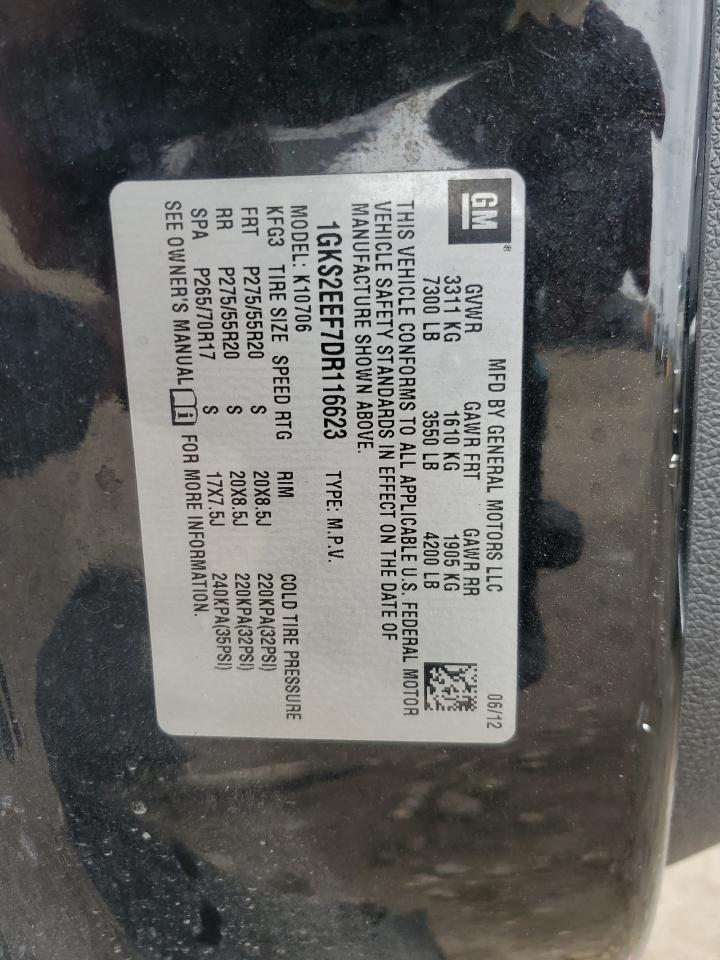 GM®
MFD BY GENERAL MOTORS LLC 06/12
GVWR GAWR FRT GAWR RR
3311 KG 1610 KG 1905 KG
7300 LB 3550 LB 4200 LB
THIS VEHICLE CONFORMS TO ALL APPLICABLE U.S. FEDERAL MOTOR
VEHICLE SAFETY STANDARDS IN EFFECT ON THE DATE OF
MANUFACTURE SHOWN ABOVE.
1GKS2EEF7DR116623 TYPE: M.P.V.
MODEL: K10706
KFG3 TIRE SIZE SPEED RTG RIM COLD TIRE PRESSURE
FRT P275/55R20 S 20X8.5J 220KPA(32PSI)
RR P275/55R20 S 20X8.5J 220KPA(32PSI)
SPA P265/70R17 S 17X7.5J 240KPA(35PSI)
SEE OWNER'S MANUAL i FOR MORE INFORMATION.